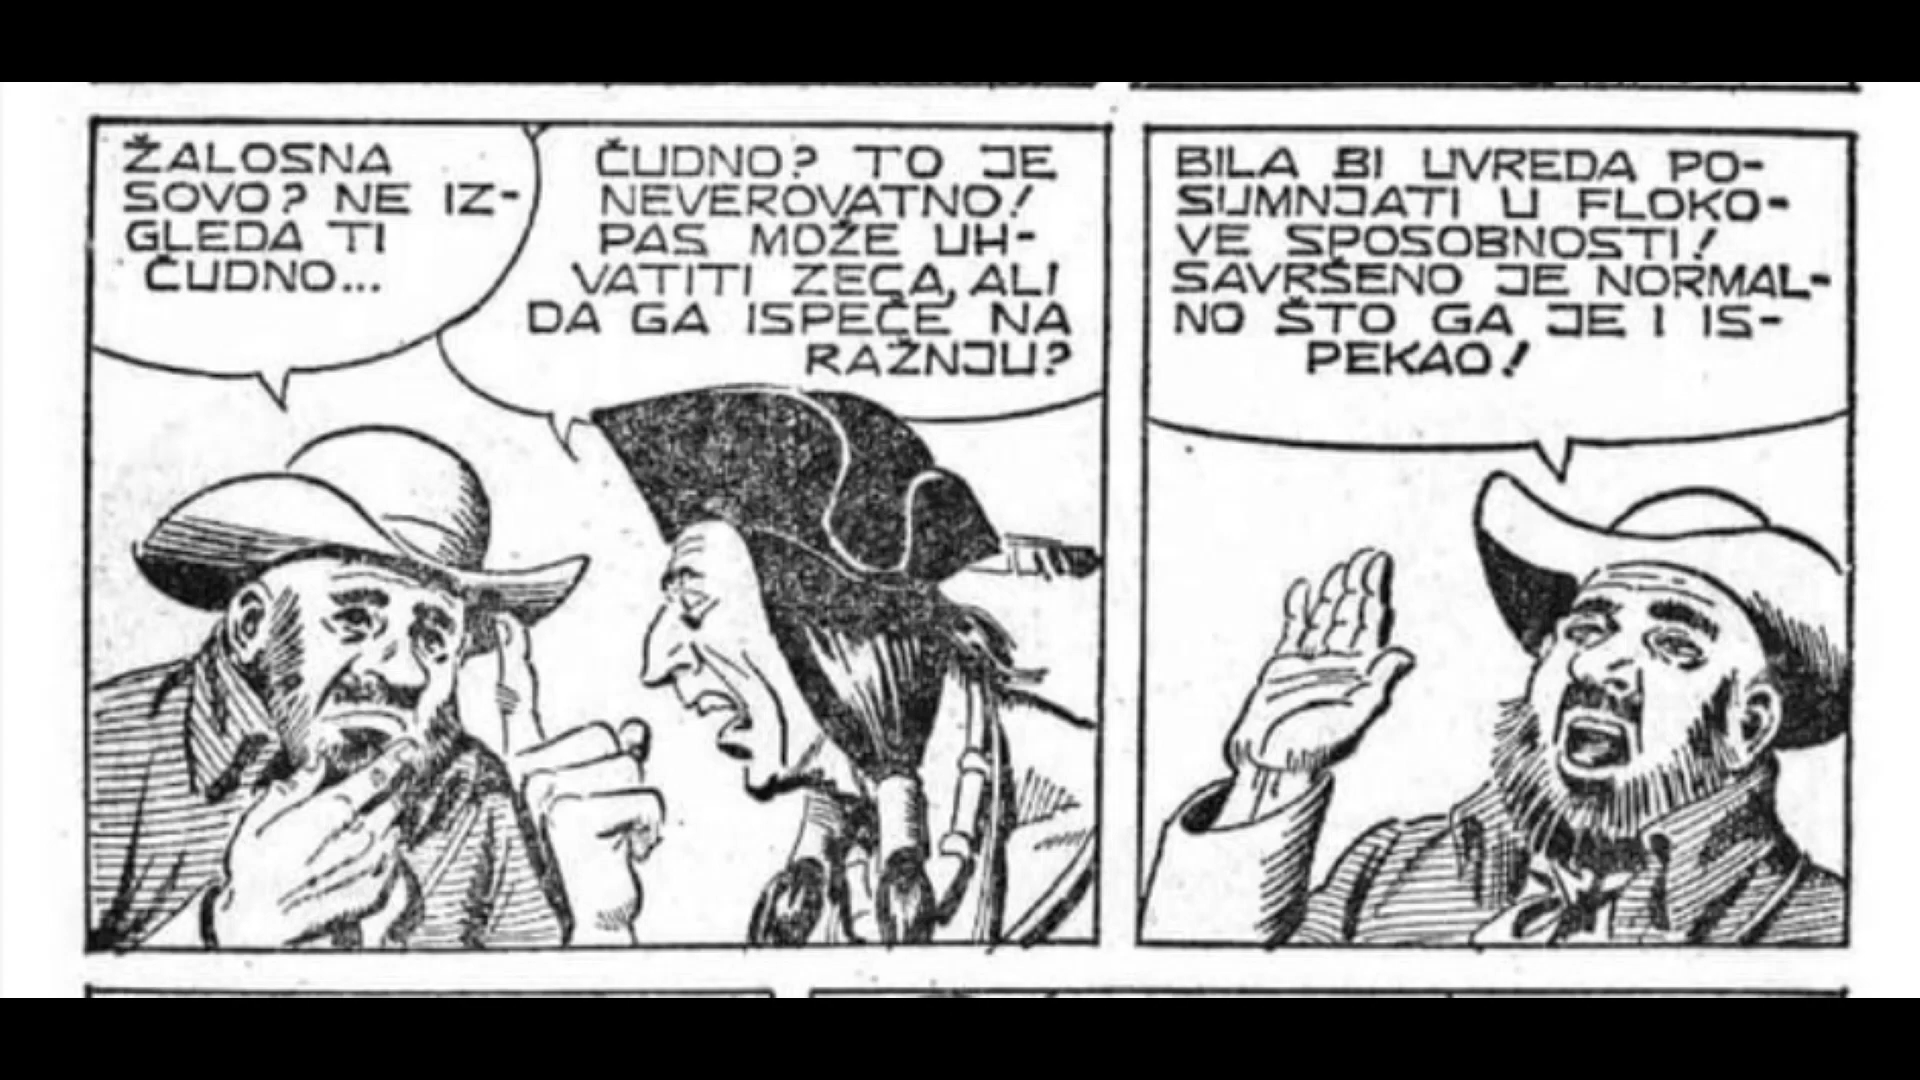 ŽALOSNA
SOVO? NE IZ-
GLEDA TI
ČUDNO...
ČUDNO? TO JE
NEVEROVATNO!
PAS MOŽE UH-
VATITI ZECA, ALI
DA GA ISPEČE NA
RAŽNJU?
BILA BI UVREDA PO-
SUMNJATI U FLOKO-
VE SPOSOBNOSTI!
SAVRŠENO JE NORMAL-
NO ŠTO GA JE I IS-
PEKAO!